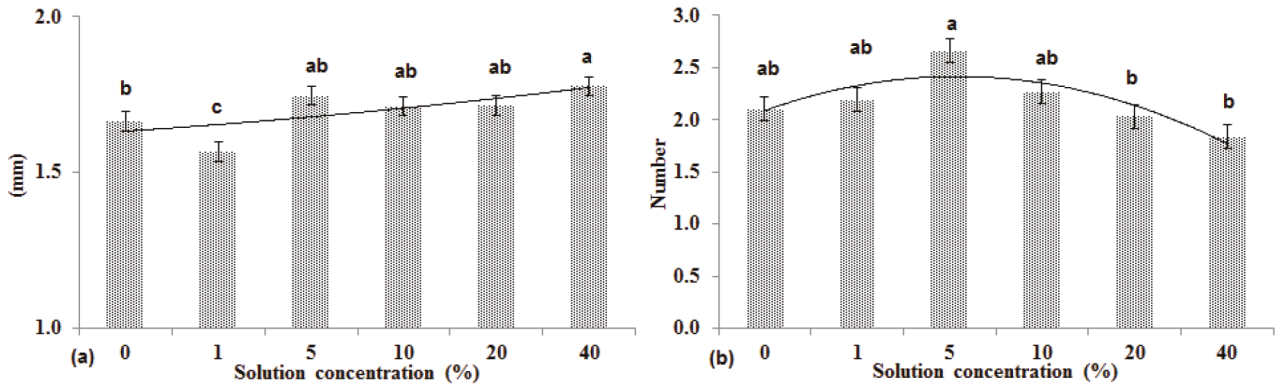 2.0
1.5
1.0
(mm)
b
c
ab
ab
ab
a
(a)
0 1 5 10 20 40
Solution concentration (%)
3.0
2.5
2.0
1.5
1.0
0.5
0.0
Number
ab
ab
a
ab
b
b
(b)
0 1 5 10 20 40
Solution concentration (%)